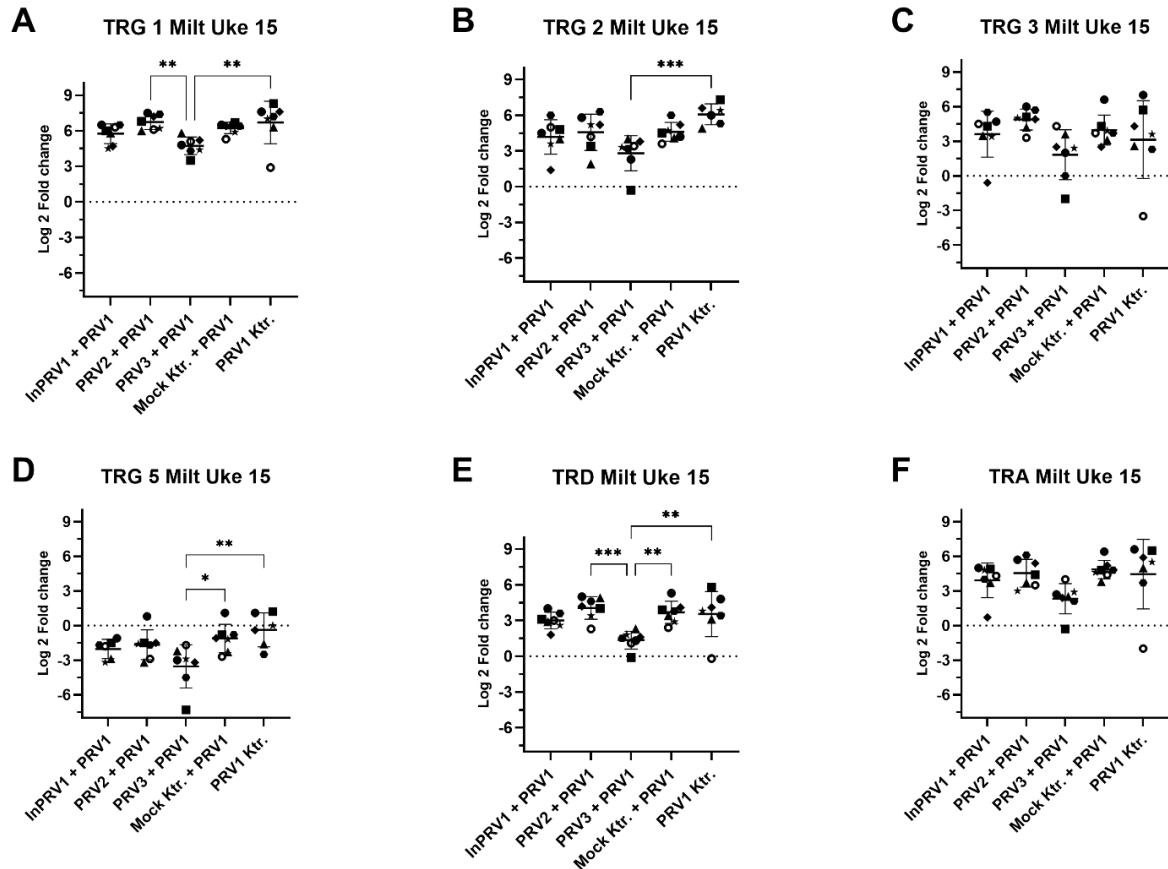 A
TRG 1 Milt Uke 15
Log 2 Fold change
9
6
3
0
-3
-6
**
**
InPRV1 + PRV1
PRV2 + PRV1
PRV3 + PRV1
Mock Ktr. + PRV1
PRV1 Ktr.
B
TRG 2 Milt Uke 15
Log 2 Fold change
9
6
3
0
-3
-6
***
InPRV1 + PRV1
PRV2 + PRV1
PRV3 + PRV1
Mock Ktr. + PRV1
PRV1 Ktr.
C
TRG 3 Milt Uke 15
Log 2 Fold change
9
6
3
0
-3
-6
InPRV1 + PRV1
PRV2 + PRV1
PRV3 + PRV1
Mock Ktr. + PRV1
PRV1 Ktr.
D
TRG 5 Milt Uke 15
Log 2 Fold change
9
6
3
0
-3
-6
**
*
InPRV1 + PRV1
PRV2 + PRV1
PRV3 + PRV1
Mock Ktr. + PRV1
PRV1 Ktr.
E
TRD Milt Uke 15
Log 2 Fold change
9
6
3
0
-3
-6
**
***
**
InPRV1 + PRV1
PRV2 + PRV1
PRV3 + PRV1
Mock Ktr. + PRV1
PRV1 Ktr.
F
TRA Milt Uke 15
Log 2 Fold change
9
6
3
0
-3
-6
InPRV1 + PRV1
PRV2 + PRV1
PRV3 + PRV1
Mock Ktr. + PRV1
PRV1 Ktr.